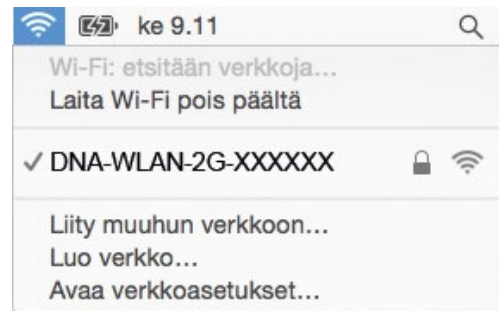 ke 9.11
Wi-Fi: etsitään verkkoja...
Laita Wi-Fi pois päältä
DNA-WLAN-2G-XXXXXX
Liity muuhun verkkoon...
Luo verkko...
Avaa verkkoasetukset...